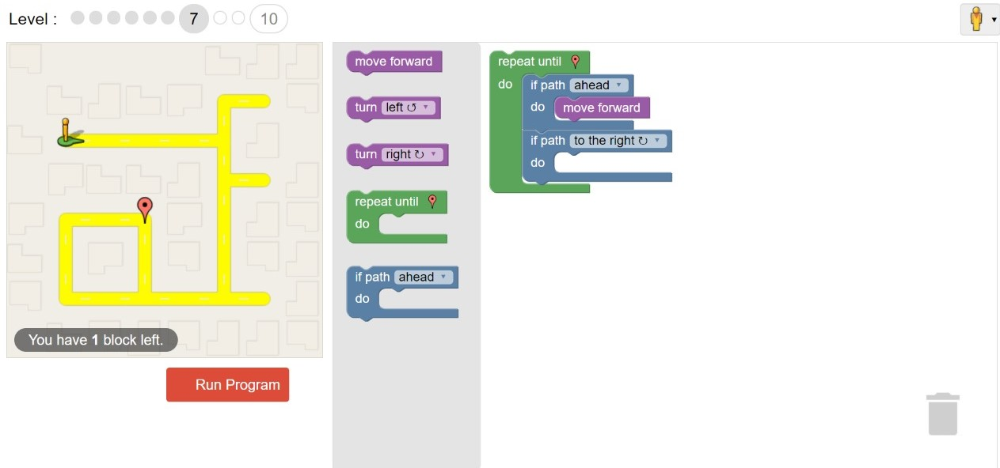 Level : 7 10
You have 1 block left.
Run Program
move forward
turn left ↺ ▾
turn right ↻ ▾
repeat until
do
if path ahead ▾
do
repeat until
do if path ahead ▾
do move forward
if path to the right ↻ ▾
do